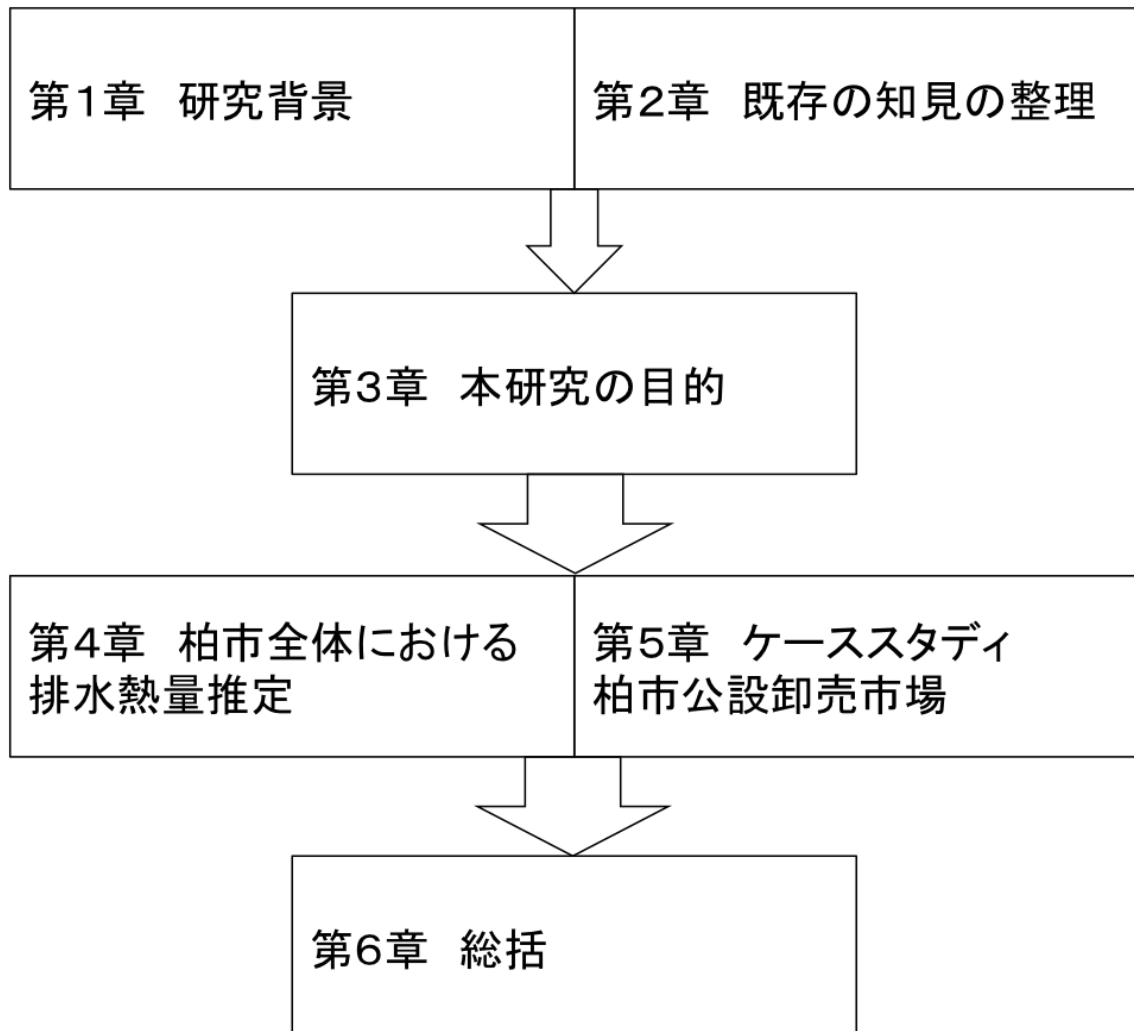 第1章　研究背景
第2章　既存の知見の整理
第3章　本研究の目的
第4章　柏市全体における
排水熱量推定
第5章　ケーススタディ
柏市公設卸売市場
第6章　総括